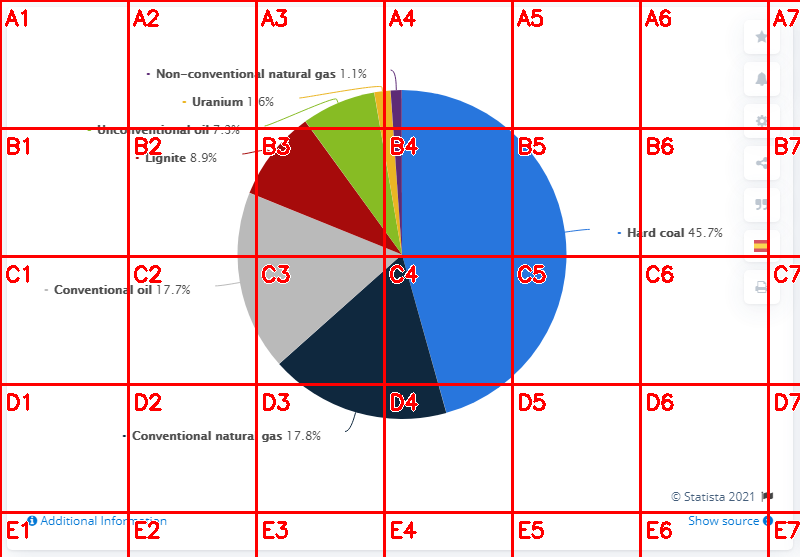 A1 A2 A3 A4 A5 A6 A7
Non-conventional natural gas 1.1%
Uranium 1.6%
Unconventional oil 7.3%
B1 B2 B3 B4 B5 B6 B7
Lignite 8.9%
Hard coal 45.7%
C1 C2 C3 C4 C5 C6 C7
Conventional oil 17.7%
D1 D2 D3 D4 D5 D6 D7
Conventional natural gas 17.8%
© Statista 2021
Additional Information
Show source
E1 E2 E3 E4 E5 E6 E7